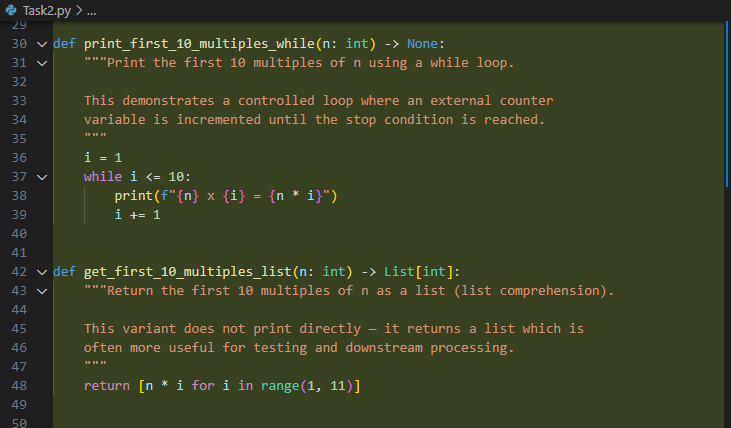 Task2.py > ...
29
30 def print_first_10_multiples_while(n: int) -> None:
31     """Print the first 10 multiples of n using a while loop.
32
33     This demonstrates a controlled loop where an external counter
34     variable is incremented until the stop condition is reached.
35     """
36     i = 1
37     while i <= 10:
38         print(f"{n} x {i} = {n * i}")
39         i += 1
40
41
42 def get_first_10_multiples_list(n: int) -> List[int]:
43     """Return the first 10 multiples of n as a list (list comprehension).
44
45     This variant does not print directly — it returns a list which is
46     often more useful for testing and downstream processing.
47     """
48     return [n * i for i in range(1, 11)]
49
50